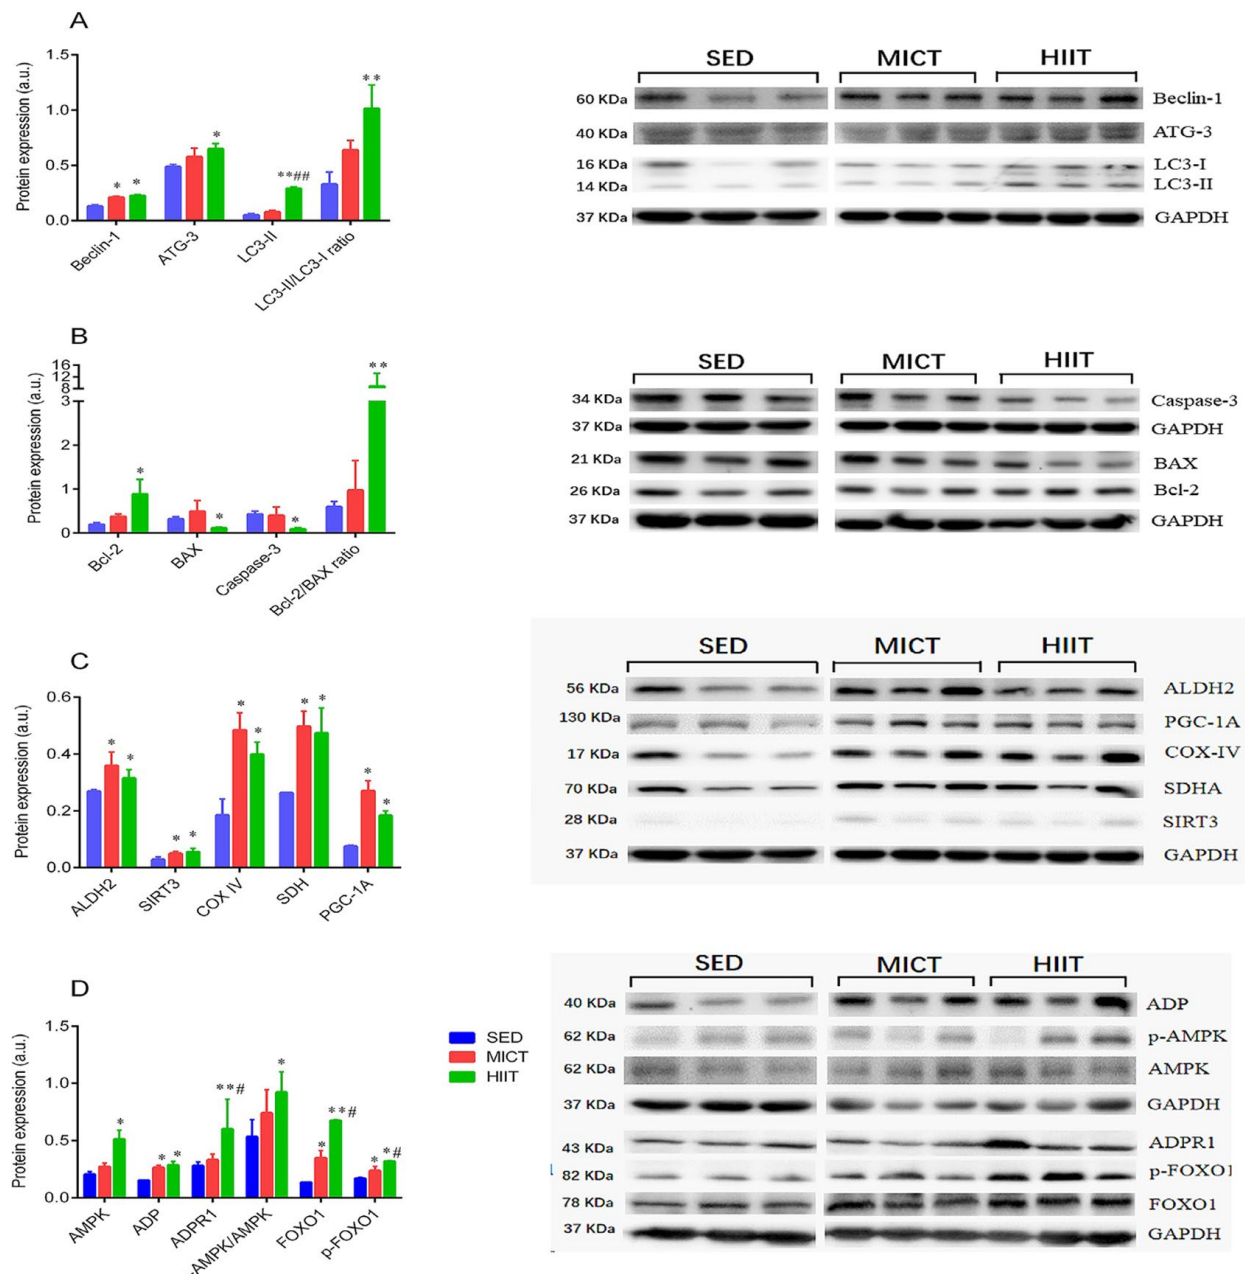 A
Protein expression (a.u.)
1.5
1.0
0.5
0.0
* * * **## **
Beclin-1 ATG-3 LC3-II LC3-II/LC3-I ratio
SED MICT HIIT
60 KDa Beclin-1
40 KDa ATG-3
16 KDa LC3-I
14 KDa LC3-II
37 KDa GAPDH
B
Protein expression (a.u.)
16
12
8
3
2
1
0
* * * **
Bcl-2 BAX Caspase-3 Bcl-2/BAX ratio
SED MICT HIIT
34 KDa Caspase-3
37 KDa GAPDH
21 KDa BAX
26 KDa Bcl-2
37 KDa GAPDH
C
Protein expression (a.u.)
0.6
0.4
0.2
0.0
* * * * * * * * * *
ALDH2 SIRT3 COX IV SDH PGC-1A
SED MICT HIIT
56 KDa ALDH2
130 KDa PGC-1A
17 KDa COX-IV
70 KDa SDHA
28 KDa SIRT3
37 KDa GAPDH
D
Protein expression (a.u.)
1.5
1.0
0.5
0.0
* * * **# * * **# * *#
AMPK ADP ADPR1 -AMPK/AMPK FOXO1 p-FOXO1
SED
MICT
HIIT
SED MICT HIIT
40 KDa ADP
62 KDa p-AMPK
62 KDa AMPK
37 KDa GAPDH
43 KDa ADPR1
82 KDa p-FOXO1
78 KDa FOXO1
37 KDa GAPDH